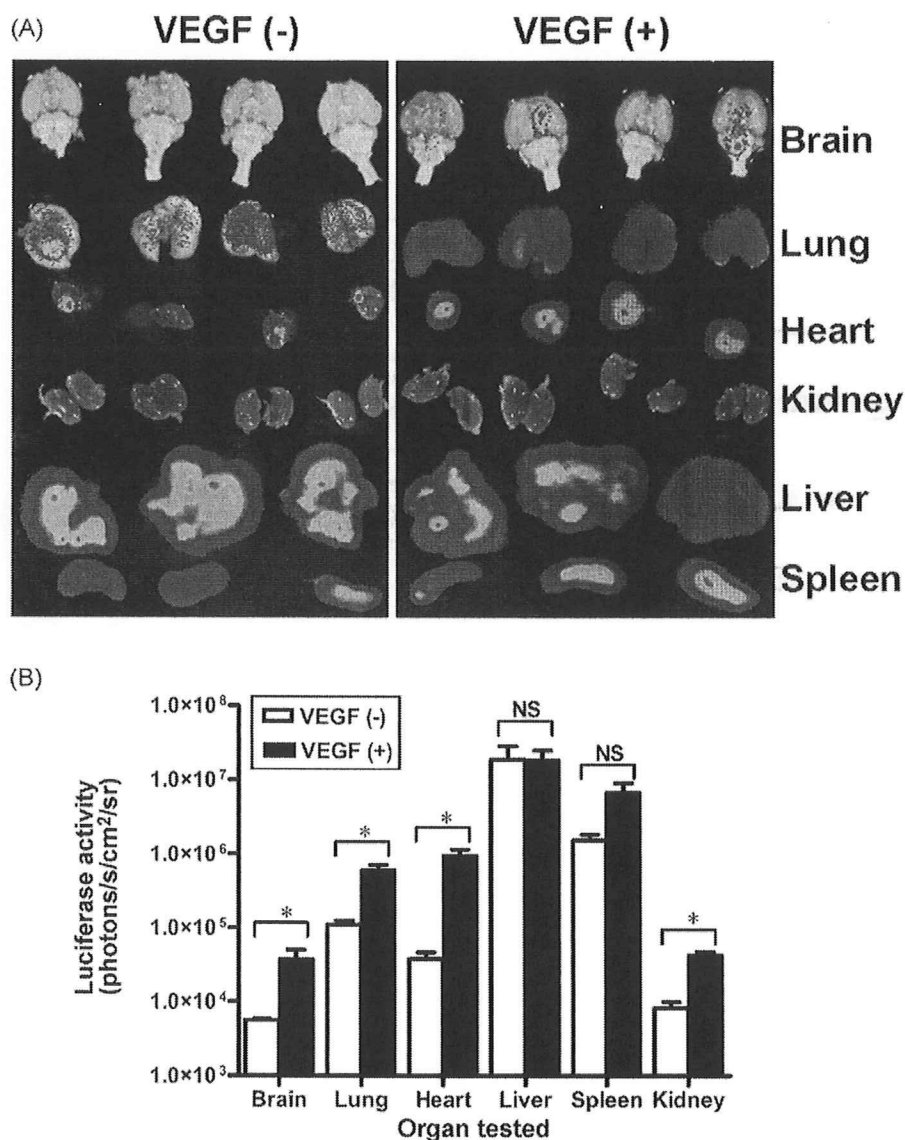 (A)
VEGF (-)
VEGF (+)
Brain
Lung
Heart
Kidney
Liver
Spleen
(B)
Luciferase activity
(photons/s/cm²/sr)
1.0×10⁸
1.0×10⁷
1.0×10⁶
1.0×10⁵
1.0×10⁴
1.0×10³
VEGF (-)
VEGF (+)
*
*
*
NS
NS
*
Brain Lung Heart Liver Spleen Kidney
Organ tested